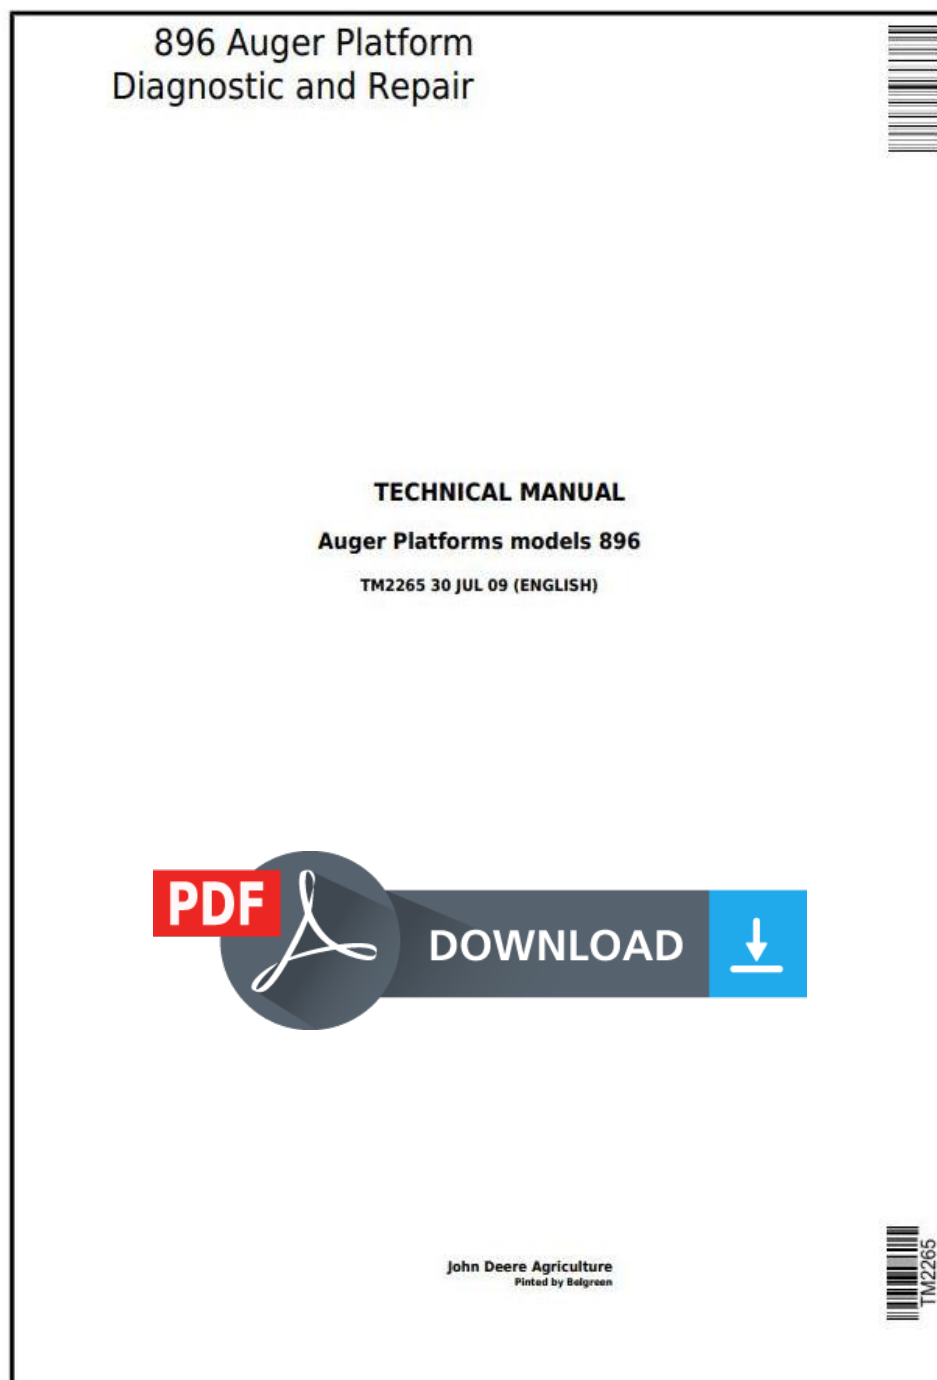 896 Auger Platform
Diagnostic and Repair
TECHNICAL MANUAL
Auger Platforms models 896
TM2265 30 JUL 09 (ENGLISH)
PDF
DOWNLOAD
John Deere Agriculture
Pinted by Belgreen
TM2265